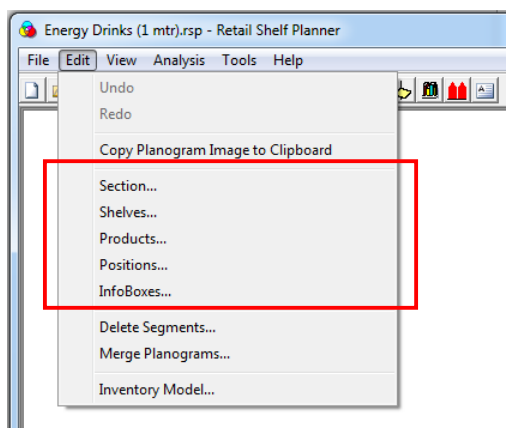 Energy Drinks (1 mtr).rsp - Retail Shelf Planner
File Edit View Analysis Tools Help
Undo
Redo
Copy Planogram Image to Clipboard
Section...
Shelves...
Products...
Positions...
InfoBoxes...
Delete Segments...
Merge Planograms...
Inventory Model...